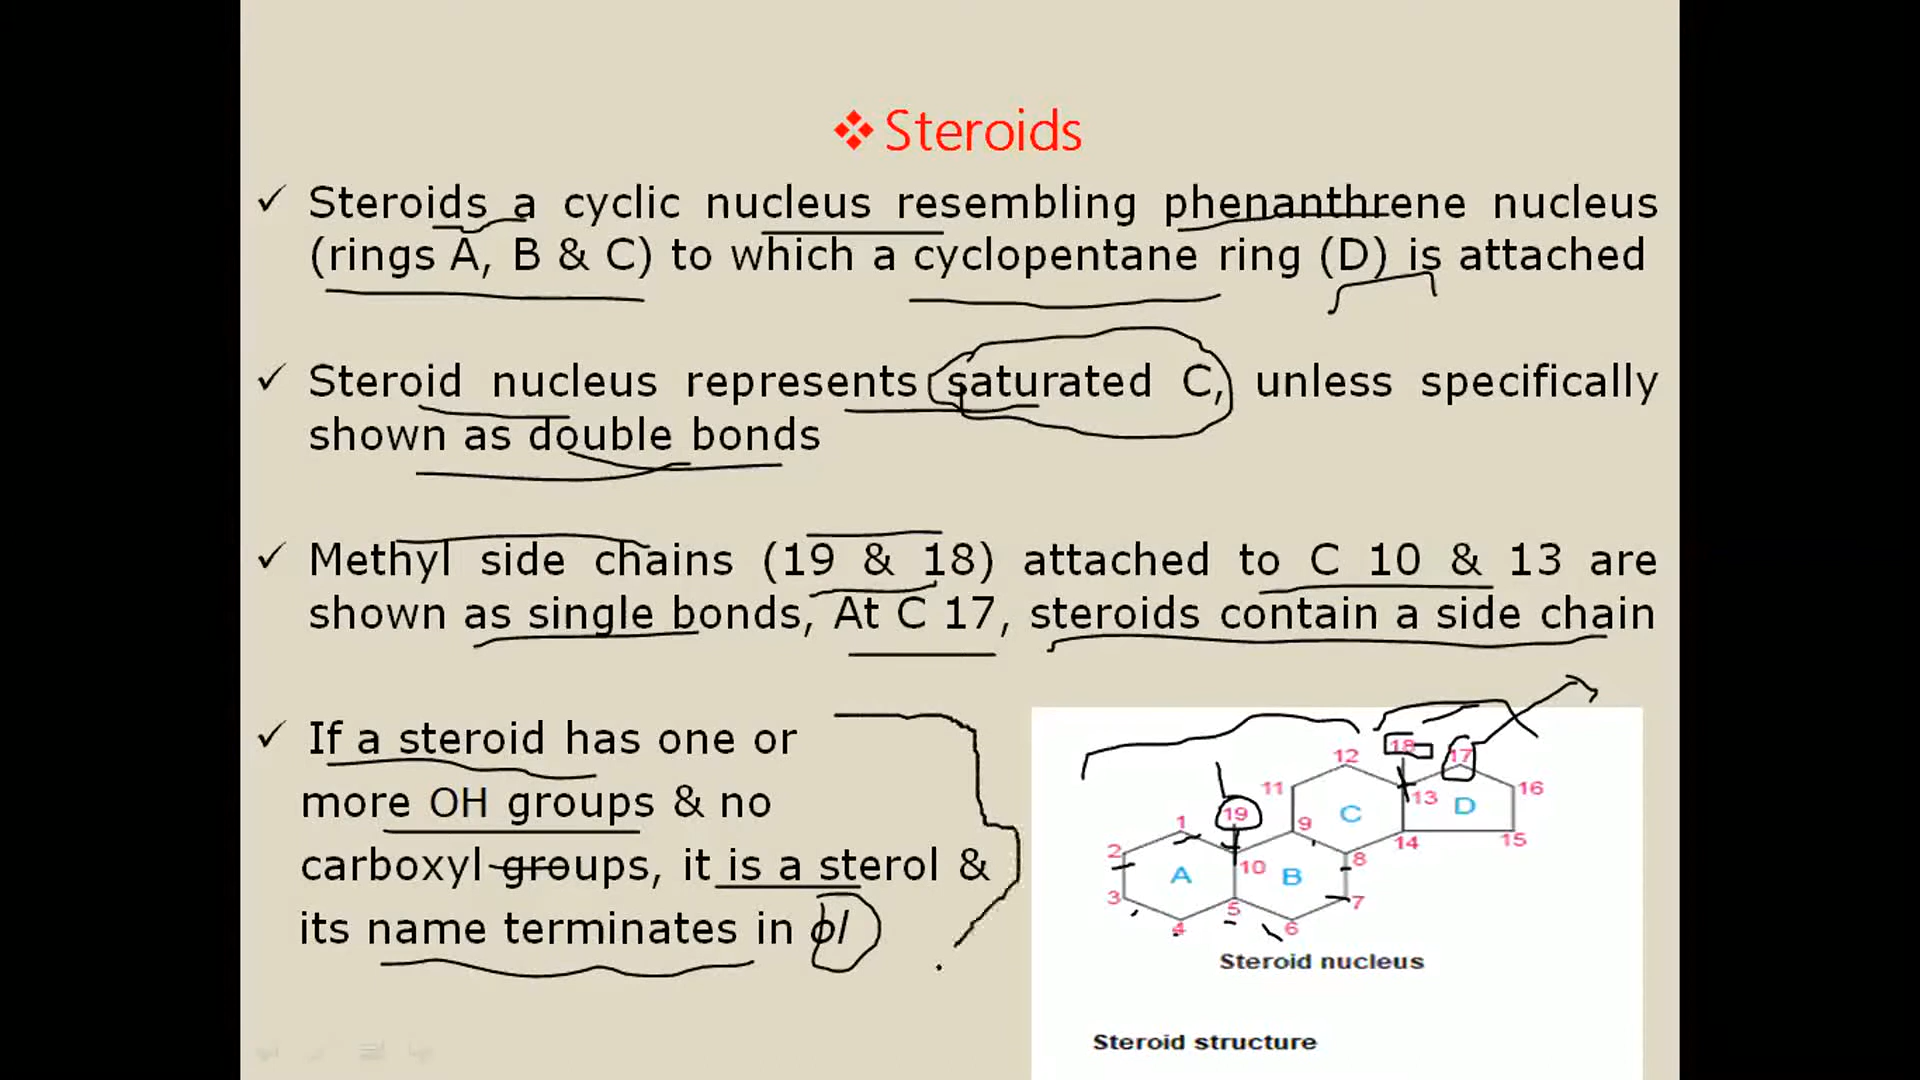 ❖ Steroids
✓ Steroids a cyclic nucleus resembling phenanthrene nucleus
(rings A, B & C) to which a cyclopentane ring (D) is attached
✓ Steroid nucleus represents saturated C, unless specifically
shown as double bonds
✓ Methyl side chains (19 & 18) attached to C 10 & 13 are
shown as single bonds, At C 17, steroids contain a side chain
✓ If a steroid has one or
more OH groups & no
carboxyl groups, it is a sterol &
its name terminates in ol
12 18 17
11 13 16
C D
19
1 9
14 15
2 10 8
A B
3 5 7
4 6
Steroid nucleus
Steroid structure